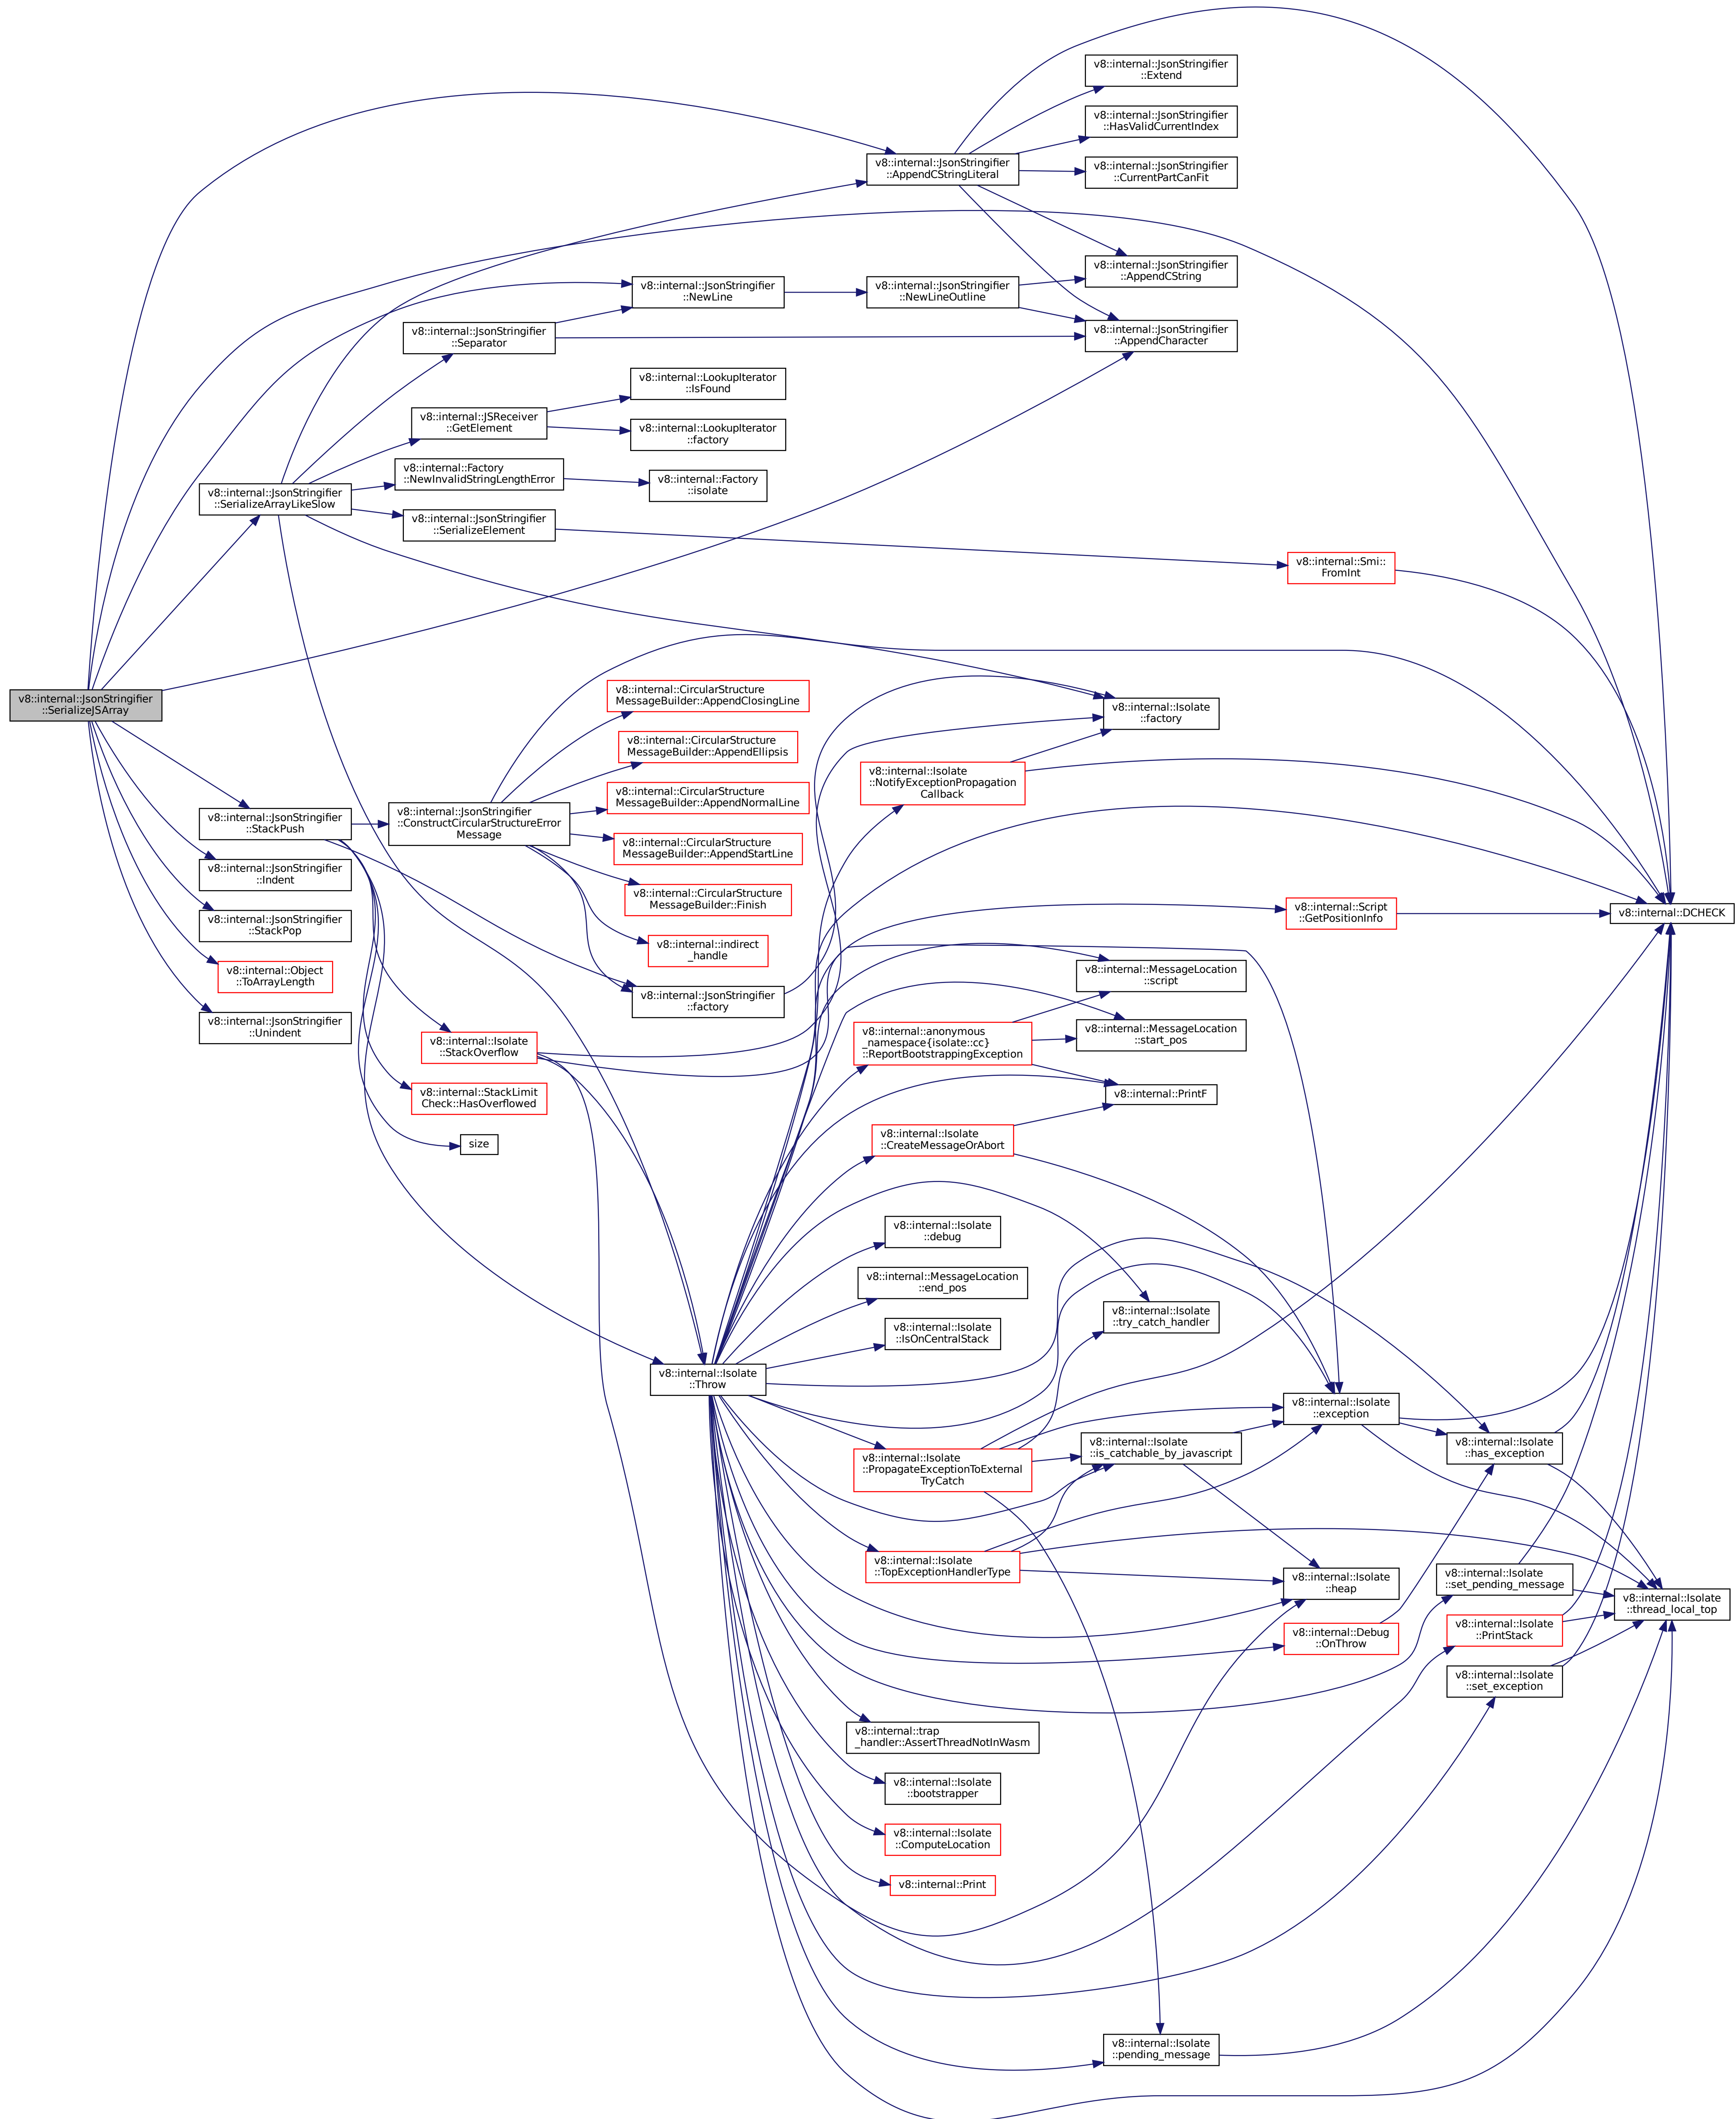 v8::internal::JsonStringifier
::Extend
v8::internal::JsonStringifier
::HasValidCurrentIndex
v8::internal::JsonStringifier
::AppendCStringLiteral
v8::internal::JsonStringifier
::CurrentPartCanFit
v8::internal::JsonStringifier
::AppendCString
v8::internal::JsonStringifier
::NewLine
v8::internal::JsonStringifier
::NewLineOutline
v8::internal::JsonStringifier
::Separator
v8::internal::JsonStringifier
::AppendCharacter
v8::internal::LookupIterator
::IsFound
v8::internal::JSReceiver
::GetElement
v8::internal::LookupIterator
::factory
v8::internal::Factory
::NewInvalidStringLengthError
v8::internal::Factory
::isolate
v8::internal::JsonStringifier
::SerializeArrayLikeSlow
v8::internal::JsonStringifier
::SerializeElement
v8::internal::Smi::
FromInt
v8::internal::JsonStringifier
::SerializeJSArray
v8::internal::CircularStructure
MessageBuilder::AppendClosingLine
v8::internal::Isolate
::factory
v8::internal::CircularStructure
MessageBuilder::AppendEllipsis
v8::internal::Isolate
::NotifyExceptionPropagation
Callback
v8::internal::CircularStructure
MessageBuilder::AppendNormalLine
v8::internal::JsonStringifier
::StackPush
v8::internal::JsonStringifier
::ConstructCircularStructureError
Message
v8::internal::CircularStructure
MessageBuilder::AppendStartLine
v8::internal::JsonStringifier
::Indent
v8::internal::CircularStructure
MessageBuilder::Finish
v8::internal::Script
::GetPositionInfo
v8::internal::DCHECK
v8::internal::JsonStringifier
::StackPop
v8::internal::indirect
_handle
v8::internal::Object
::ToArrayLength
v8::internal::MessageLocation
::script
v8::internal::JsonStringifier
::factory
v8::internal::JsonStringifier
::Unindent
v8::internal::Isolate
::StackOverflow
v8::internal::anonymous
_namespace{isolate::cc}
::ReportBootstrappingException
v8::internal::MessageLocation
::start_pos
v8::internal::StackLimit
Check::HasOverflowed
v8::internal::PrintF
size
v8::internal::Isolate
::CreateMessageOrAbort
v8::internal::Isolate
::debug
v8::internal::MessageLocation
::end_pos
v8::internal::Isolate
::try_catch_handler
v8::internal::Isolate
::IsOnCentralStack
v8::internal::Isolate
::Throw
v8::internal::Isolate
::exception
v8::internal::Isolate
::PropagateExceptionToExternal
TryCatch
v8::internal::Isolate
::is_catchable_by_javascript
v8::internal::Isolate
::has_exception
v8::internal::Isolate
::TopExceptionHandlerType
v8::internal::Isolate
::heap
v8::internal::Isolate
::set_pending_message
v8::internal::Isolate
::thread_local_top
v8::internal::Debug
::OnThrow
v8::internal::Isolate
::PrintStack
v8::internal::Isolate
::set_exception
v8::internal::trap
_handler::AssertThreadNotInWasm
v8::internal::Isolate
::bootstrapper
v8::internal::Isolate
::ComputeLocation
v8::internal::Print
v8::internal::Isolate
::pending_message